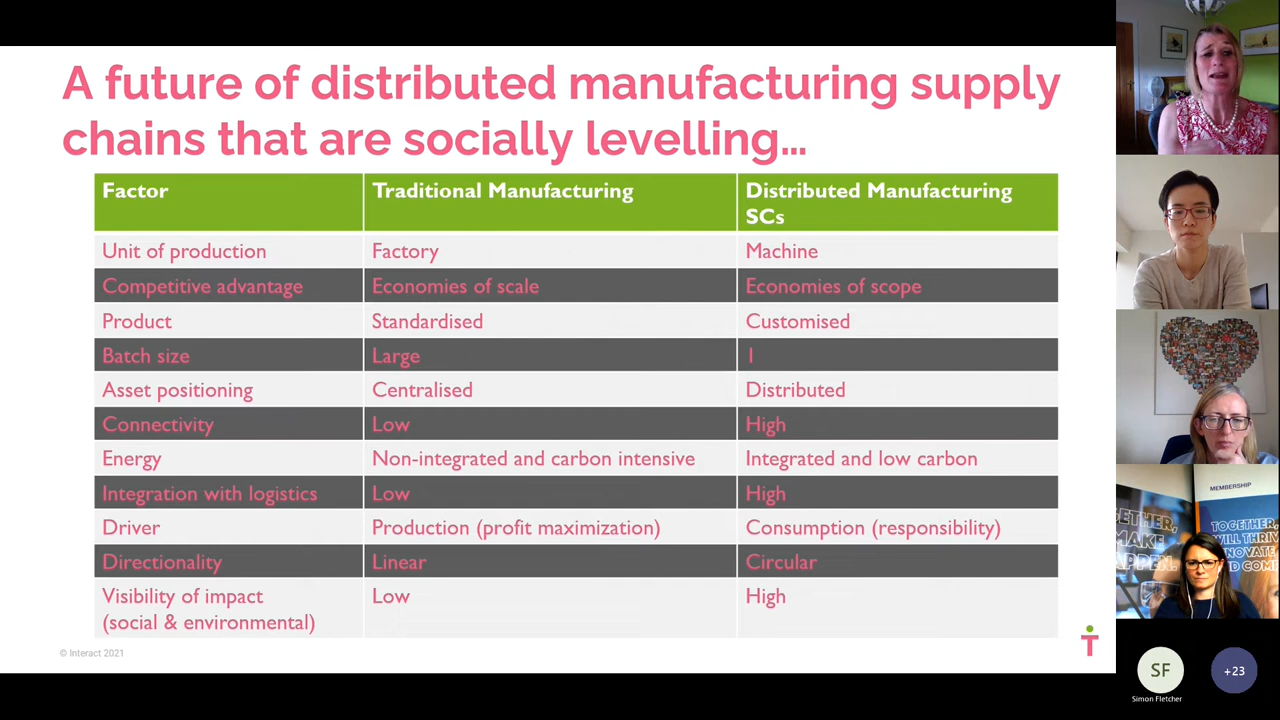 A future of distributed manufacturing supply
chains that are socially levelling...
Factor Traditional Manufacturing Distributed Manufacturing
SCs
Unit of production Factory Machine
Competitive advantage Economies of scale Economies of scope
Product Standardised Customised
Batch size Large 1
Asset positioning Centralised Distributed
Connectivity Low High
Energy Non-integrated and carbon intensive Integrated and low carbon
Integration with logistics Low High
Driver Production (profit maximization) Consumption (responsibility)
Directionality Linear Circular
Visibility of impact Low High
(social & environmental)
© Interact 2021
MEMBERSHIP
MAKE
TOGETHER,
WILL THRIV
SF
+23
Simon Fletcher